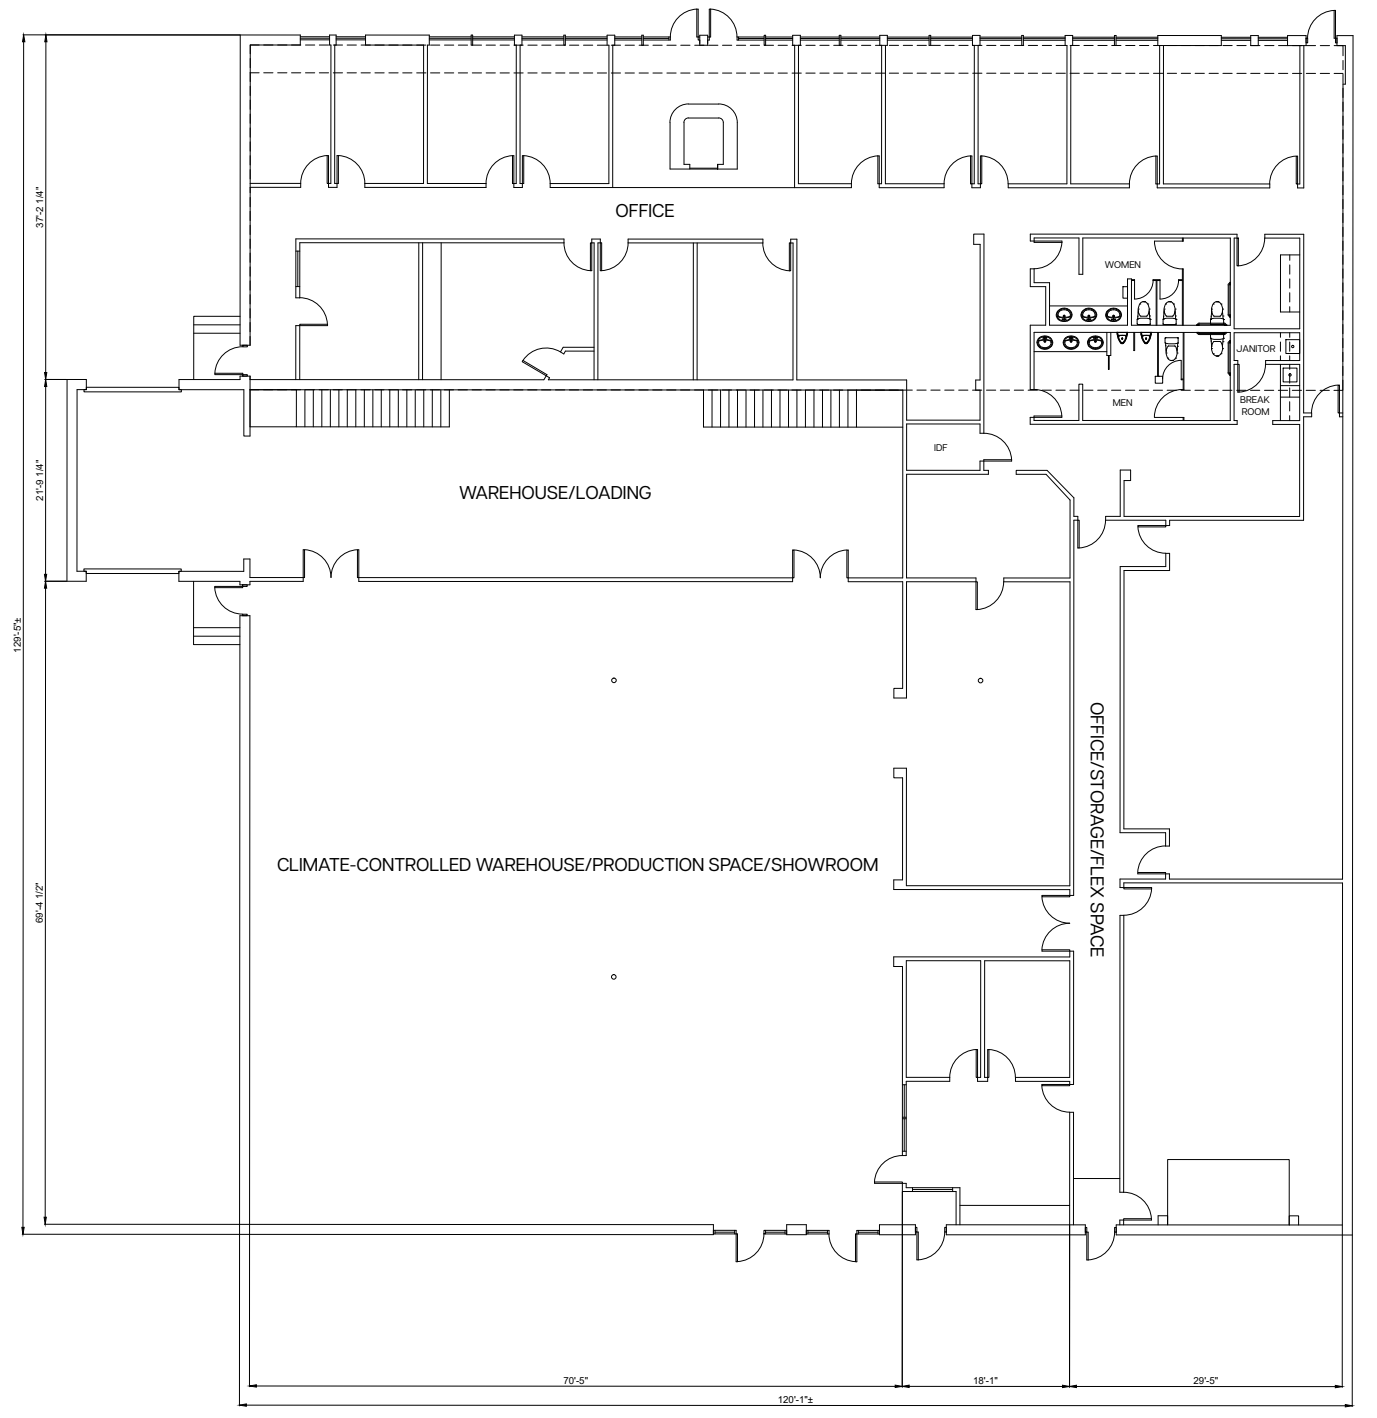 OFFICE
37'-2 1/4"
WOMEN
JANITOR
MEN
BREAK
ROOM
IDF
21'-9 1/4"
WAREHOUSE/LOADING
129'-5"±
OFFICE/STORAGE/FLEX SPACE
CLIMATE-CONTROLLED WAREHOUSE/PRODUCTION SPACE/SHOWROOM
69'-4 1/2"
70'-5"
18'-1"
29'-5"
120'-1"±